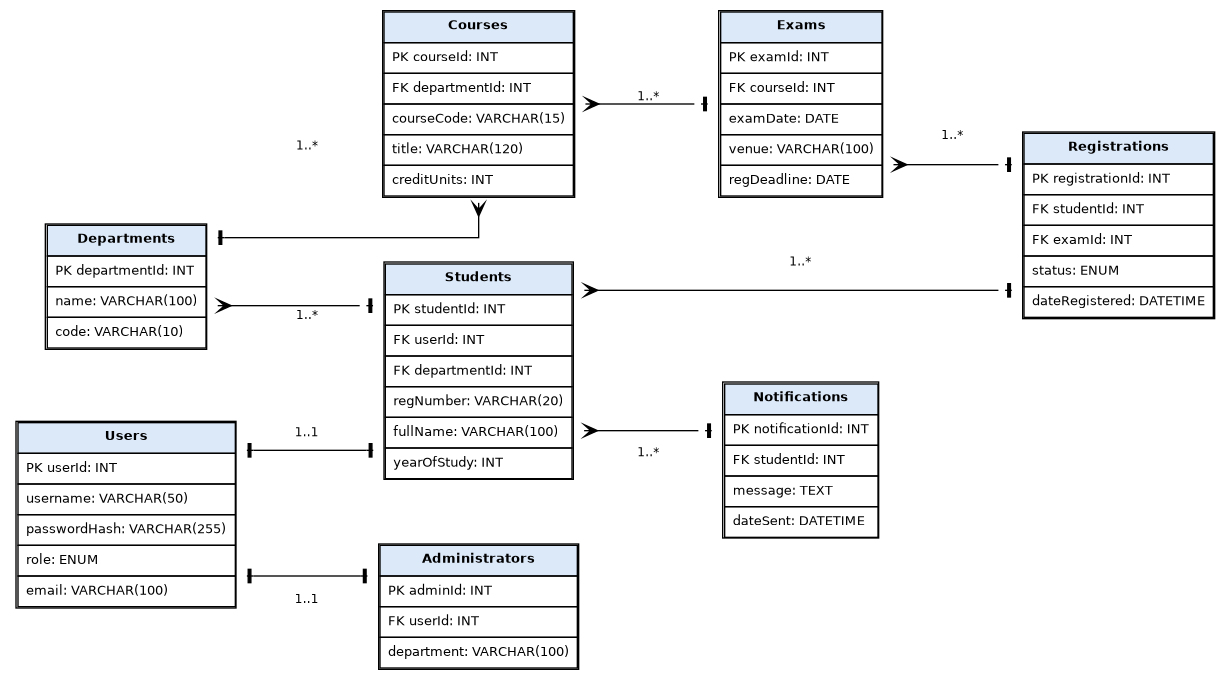 Courses
PK courseId: INT
FK departmentId: INT
courseCode: VARCHAR(15)
title: VARCHAR(120)
creditUnits: INT
1..*
Exams
PK examId: INT
FK courseId: INT
examDate: DATE
venue: VARCHAR(100)
regDeadline: DATE
1..*
Registrations
PK registrationId: INT
FK studentId: INT
FK examId: INT
status: ENUM
dateRegistered: DATETIME
1..*
Departments
PK departmentId: INT
name: VARCHAR(100)
code: VARCHAR(10)
1..*
Students
PK studentId: INT
FK userId: INT
FK departmentId: INT
regNumber: VARCHAR(20)
fullName: VARCHAR(100)
yearOfStudy: INT
1..*
Notifications
PK notificationId: INT
FK studentId: INT
message: TEXT
dateSent: DATETIME
1..*
Users
PK userId: INT
username: VARCHAR(50)
passwordHash: VARCHAR(255)
role: ENUM
email: VARCHAR(100)
1..1
1..1
Administrators
PK adminId: INT
FK userId: INT
department: VARCHAR(100)